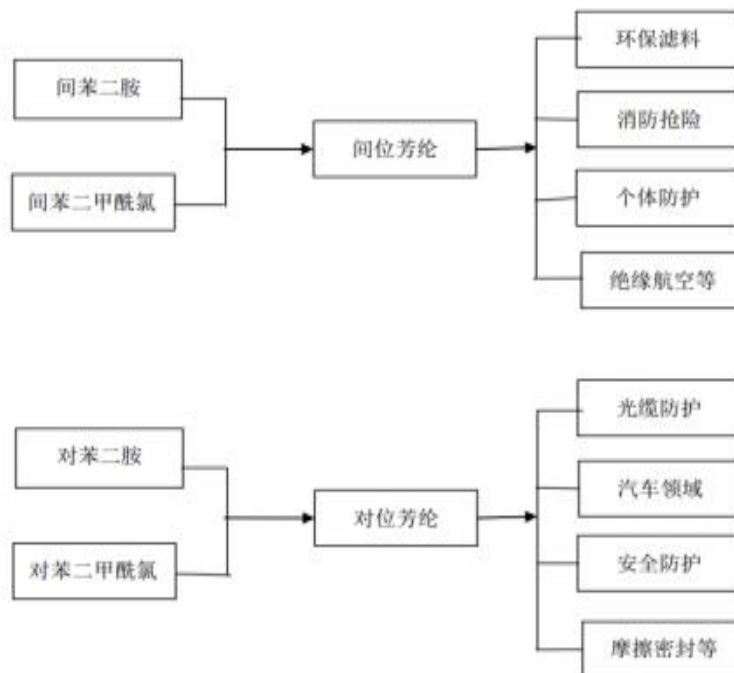 间苯二胺
间苯二甲酰氯
间位芳纶
环保滤料
消防抢险
个体防护
绝缘航空等
对苯二胺
对苯二甲酰氯
对位芳纶
光缆防护
汽车领域
安全防护
摩擦密封等